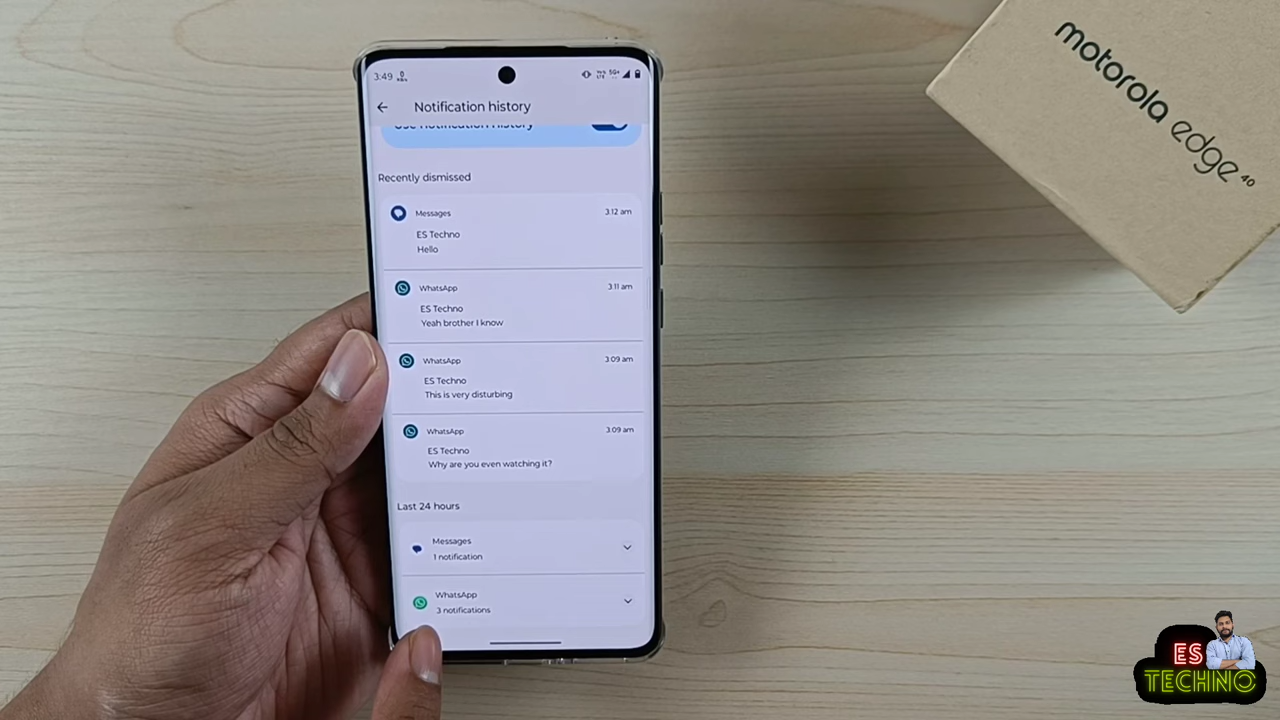 3:49
Notification history
Use notification history
Recently dismissed
Messages
3:12 am
ES Techno
Hello
WhatsApp
3:11 am
ES Techno
Yeah brother I know
WhatsApp
3:09 am
ES Techno
This is very disturbing
WhatsApp
3:09 am
ES Techno
Why are you even watching it?
Last 24 hours
Messages
1 notification
WhatsApp
3 notifications
motorola edge 40
ES
TECHNO